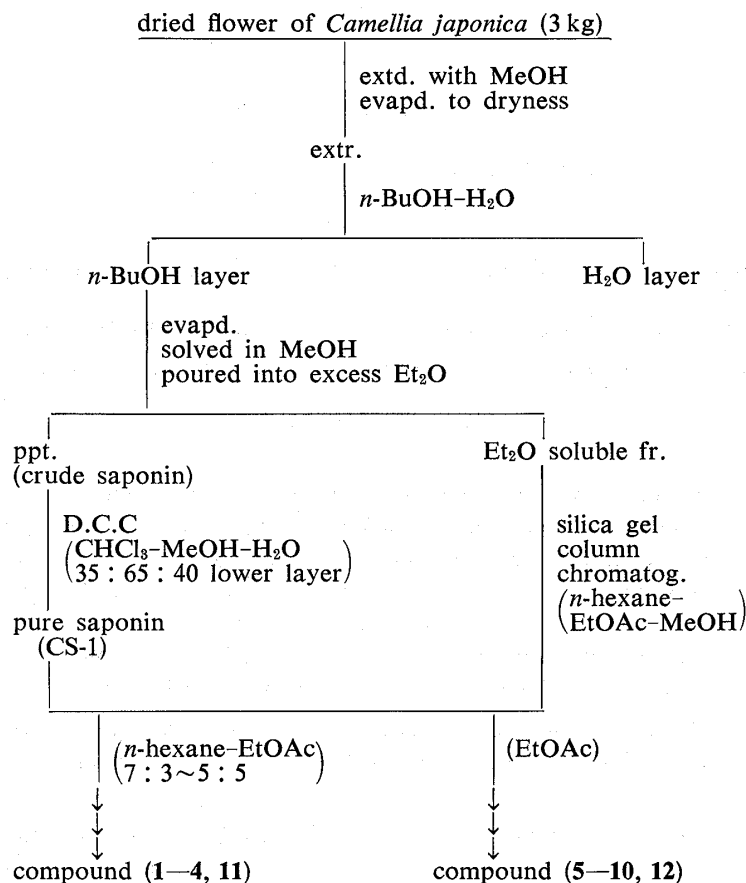 dried flower of Camellia japonica (3 kg)
extd. with MeOH
evapd. to dryness
extr.
n-BuOH–H₂O
n-BuOH layer
H₂O layer
evapd.
solved in MeOH
poured into excess Et₂O
ppt.
(crude saponin)
Et₂O soluble fr.
D.C.C
(CHCl₃–MeOH–H₂O
35 : 65 : 40 lower layer)
silica gel
column
chromatog.
(n-hexane–
EtOAc–MeOH)
pure saponin
(CS-1)
(n-hexane–EtOAc
7 : 3~5 : 5)
(EtOAc)
compound (1—4, 11)
compound (5—10, 12)